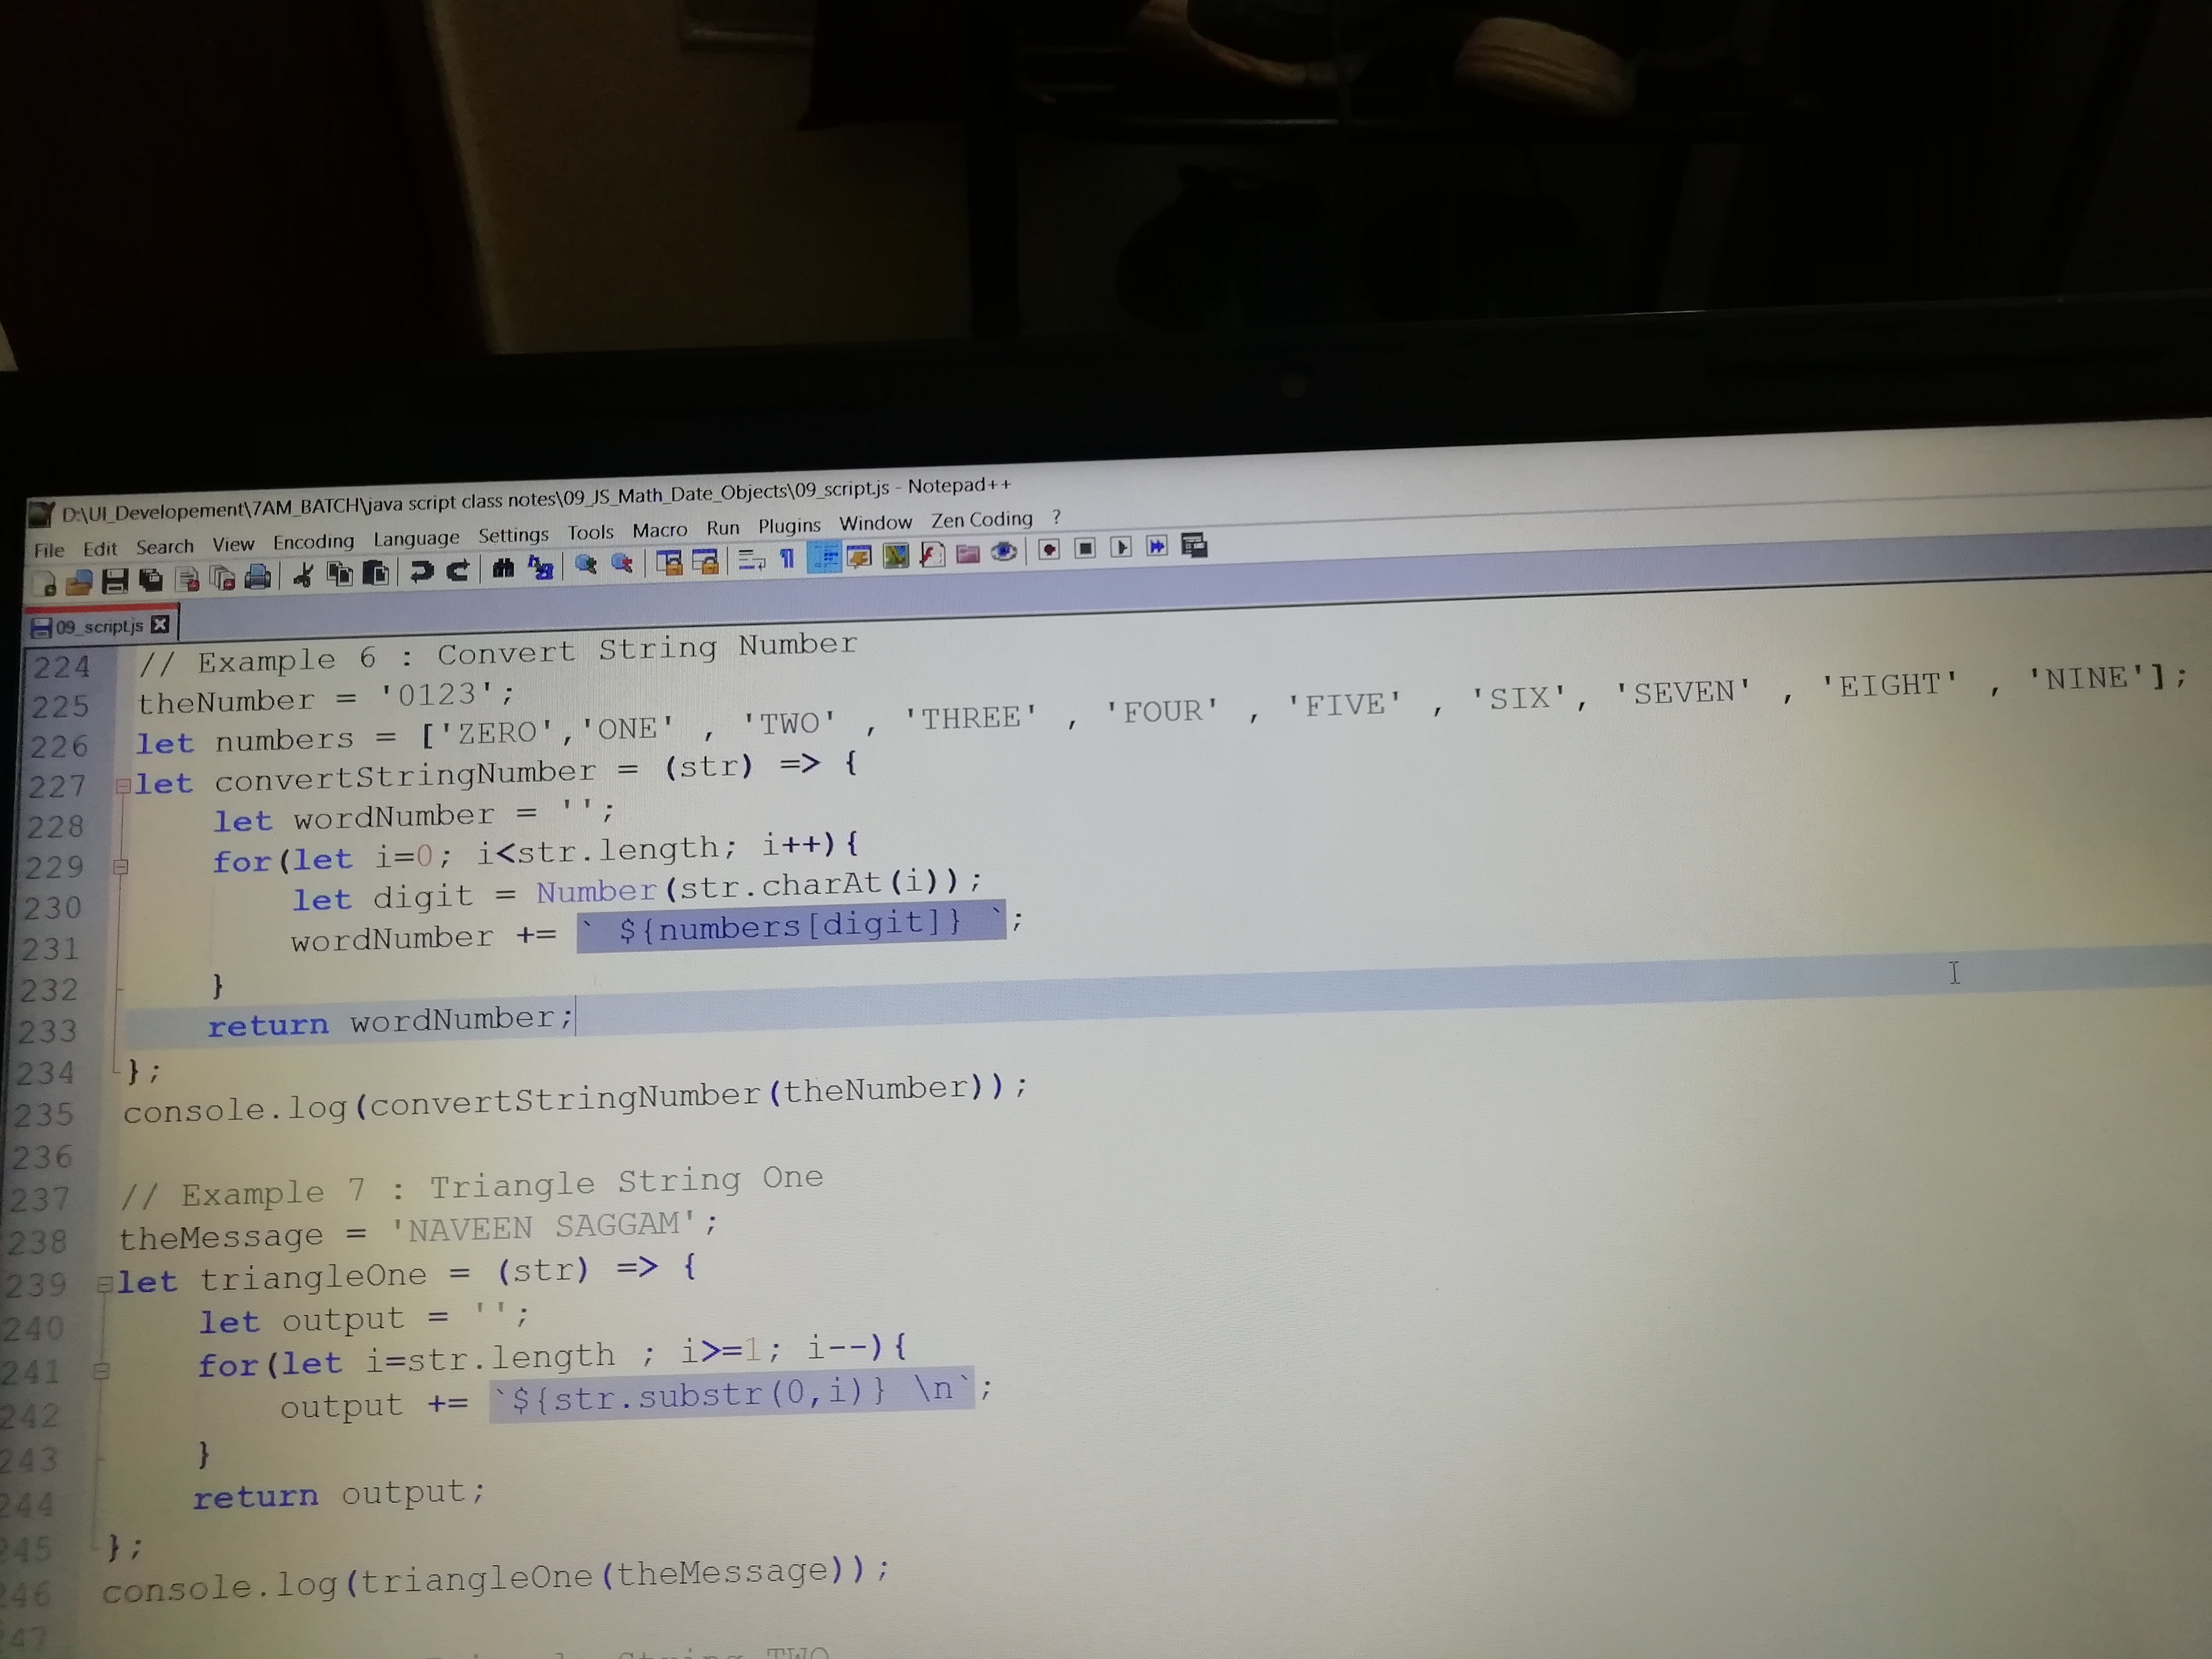 D:\UI_Developement\7AM_BATCH\java script class notes\09_JS_Math_Date_Objects\09_script.js - Notepad++
File Edit Search View Encoding Language Settings Tools Macro Run Plugins Window Zen Coding ?
09_script.js
224 // Example 6 : Convert String Number
225 theNumber = '0123';
226 let numbers = ['ZERO','ONE' , 'TWO' , 'THREE' , 'FOUR' , 'FIVE' , 'SIX', 'SEVEN' , 'EIGHT' , 'NINE'];
227 let convertStringNumber = (str) => {
228 let wordNumber = '';
229 for(let i=0; i<str.length; i++){
230 let digit = Number(str.charAt(i));
231 wordNumber += ` ${numbers[digit]} `;
232 }
233 return wordNumber;
234 };
235 console.log(convertStringNumber(theNumber));
236
237 // Example 7 : Triangle String One
238 theMessage = 'NAVEEN SAGGAM';
239 let triangleOne = (str) => {
240 let output = '';
241 for(let i=str.length ; i>=1; i--){
242 output += `${str.substr(0,i)} \n`;
243 }
244 return output;
245 };
246 console.log(triangleOne(theMessage));
247
String TWO